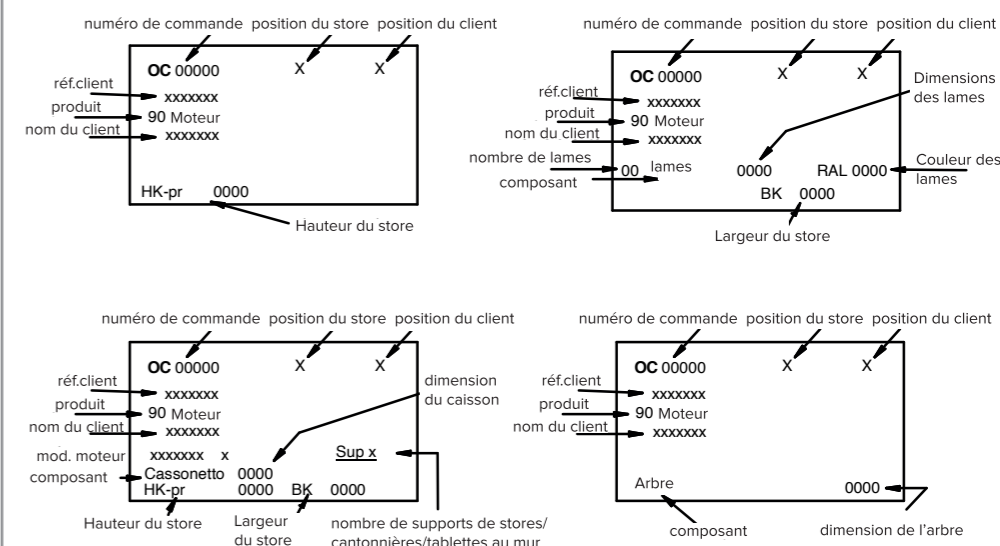 numéro de commande position du store position du client
OC 00000 X X
réf.client
xxxxxxx
produit
90 Moteur
nom du client
xxxxxxx
HK-pr 0000
Hauteur du store
numéro de commande position du store position du client
OC 00000 X X
Dimensions
des lames
réf.client
xxxxxxx
produit
90 Moteur
nom du client
xxxxxxx
nombre de lames
00 lames 0000 RAL 0000
Couleur des
lames
composant
BK 0000
Largeur du store
numéro de commande position du store position du client
OC 00000 X X
réf.client
xxxxxxx
dimension
du caisson
produit
90 Moteur
nom du client
xxxxxxx
mod. moteur xxxxxxx x
Sup x
composant
Cassonetto 0000
HK-pr 0000 BK 0000
Hauteur du store
Largeur
du store
nombre de supports de stores/
cantonnières/tablettes au mur
numéro de commande position du store position du client
OC 00000 X X
réf.client
xxxxxxx
produit
90 Moteur
nom du client
xxxxxxx
Arbre 0000
composant
dimension de l'arbre